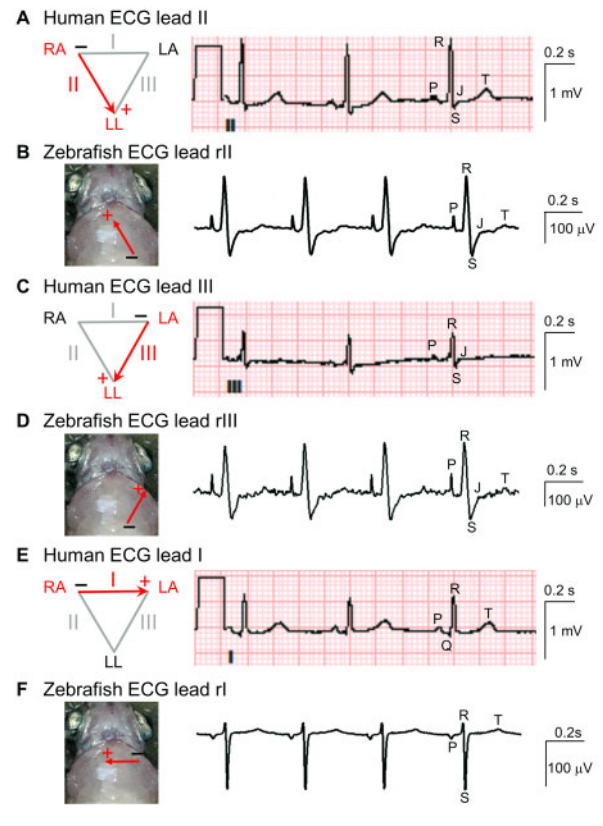 A Human ECG lead II
I
RA − LA
II III
LL +
R
P J T
S
0.2 s
1 mV
B Zebrafish ECG lead rII
+
−
R
P J T
S
0.2 s
100 µV
C Human ECG lead III
I
RA − LA
II III
+ LL
R
P J
S
0.2 s
1 mV
D Zebrafish ECG lead rIII
+
−
R
P J T
S
0.2 s
100 µV
E Human ECG lead I
− I +
RA LA
II III
LL
R
P T
Q
0.2 s
1 mV
F Zebrafish ECG lead rI
+ −
R T
P
S
0.2s
100 µV